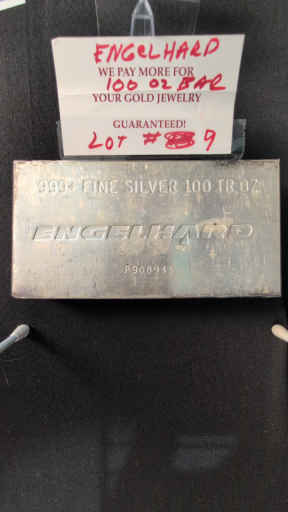 ENGELHARD
WE PAY MORE FOR
100 OZ BAR
YOUR GOLD JEWELRY
GUARANTEED!
LOT # 9
999+ FINE SILVER 100 TR OZ
ENGELHARD